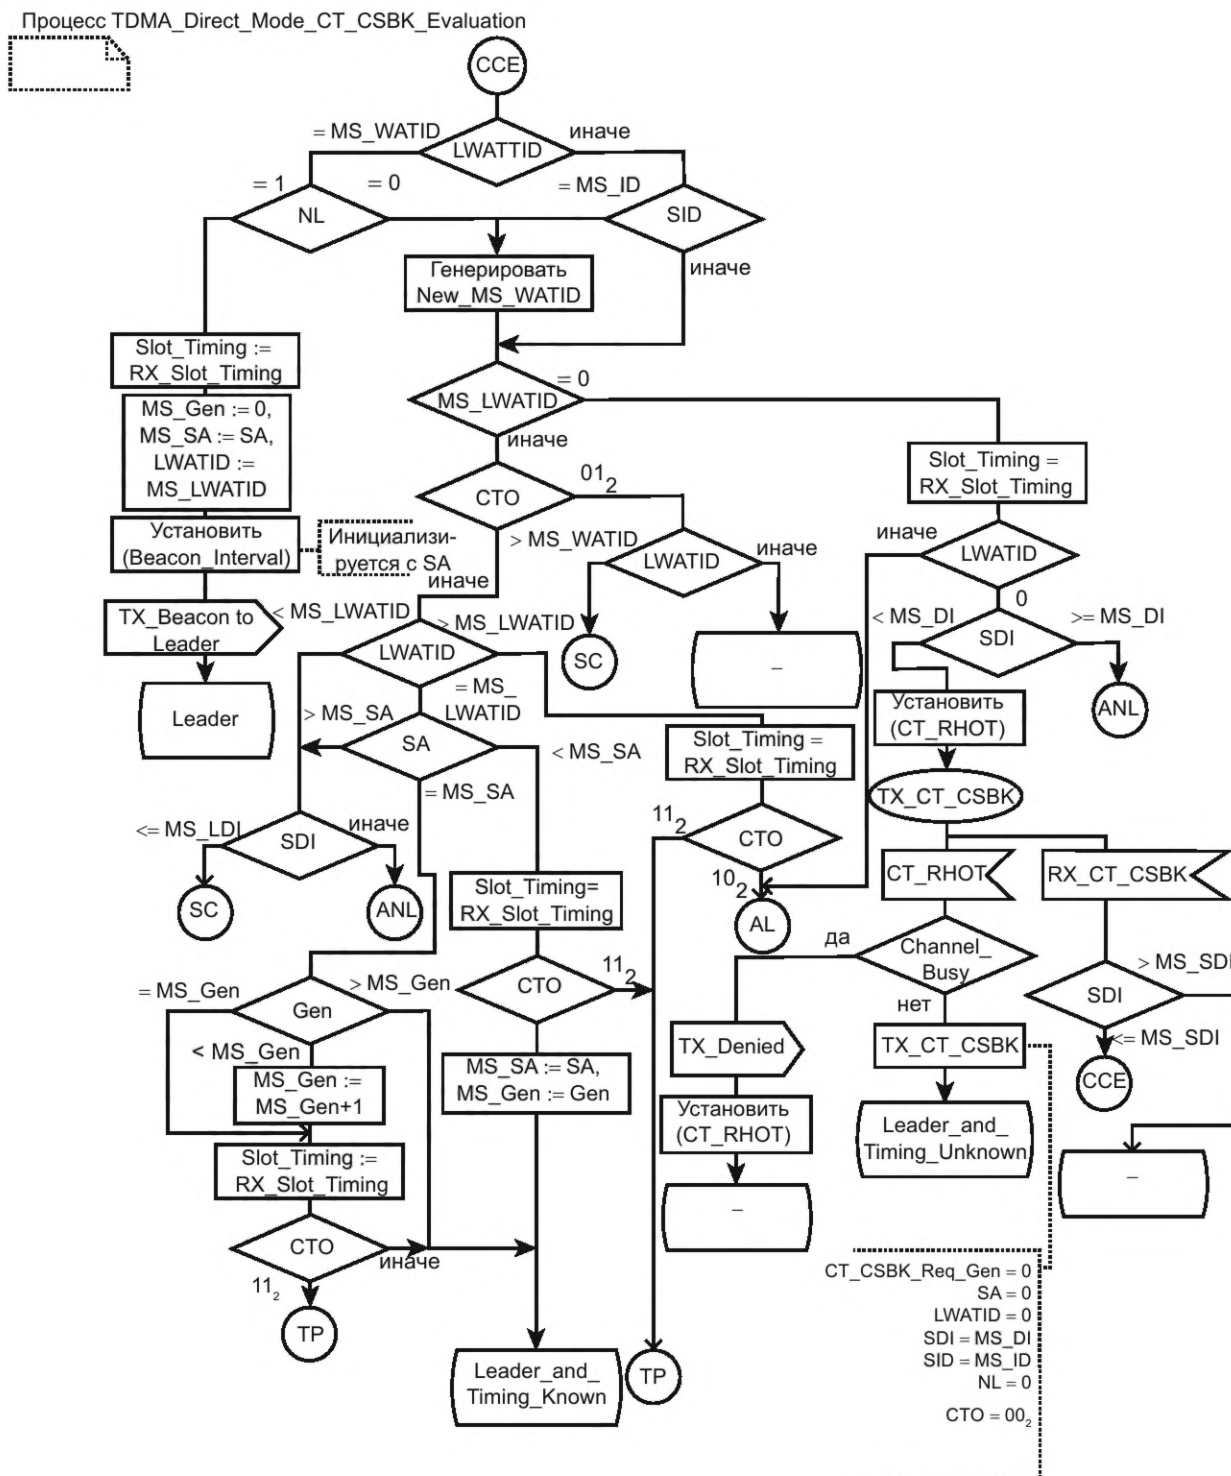 Процесс TDMA_Direct_Mode_CT_CSBK_Evaluation
CCE
= MS_WATID
иначе
LWATTID
= 1
= 0
= MS_ID
NL
SID
иначе
Генерировать
New_MS_WATID
Slot_Timing :=
RX_Slot_Timing
= 0
MS_LWATID
иначе
MS_Gen := 0,
MS_SA := SA,
LWATID :=
MS_LWATID
Slot_Timing =
RX_Slot_Timing
CTO
01₂
Установить
(Beacon_Interval)
Инициализи-
руется с SA
> MS_WATID
иначе
LWATID
иначе
иначе
LWATID
TX_Beacon to
Leader
< MS_LWATID
> MS_LWATID
LWATID
SC
–
0
< MS_DI
>= MS_DI
SDI
Leader
= MS_
LWATID
> MS_SA
SA
< MS_SA
= MS_SA
Slot_Timing =
RX_Slot_Timing
Установить
(CT_RHOT)
ANL
TX_CT_CSBK
<= MS_LDI
иначе
SDI
11₂
CTO
SC
ANL
Slot_Timing=
RX_Slot_Timing
10₂
AL
CT_RHOT
RX_CT_CSBK
да
Channel_
Busy
нет
> MS_SDI
SDI
<= MS_SDI
= MS_Gen
> MS_Gen
Gen
< MS_Gen
CTO
11₂
MS_Gen :=
MS_Gen+1
MS_SA := SA,
MS_Gen := Gen
TX_Denied
TX_CT_CSBK
CCE
Установить
(CT_RHOT)
Leader_and_
Timing_Unknown
Slot_Timing :=
RX_Slot_Timing
–
–
CTO
иначе
11₂
TP
Leader_and_
Timing_Known
TP
CT_CSBK_Req_Gen = 0
SA = 0
LWATID = 0
SDI = MS_DI
SID = MS_ID
NL = 0
CTO = 00₂